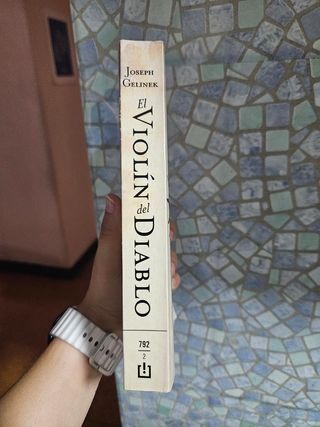 JOSEPH
GELINEK
El VIOLÍN del DIABLO
792
2